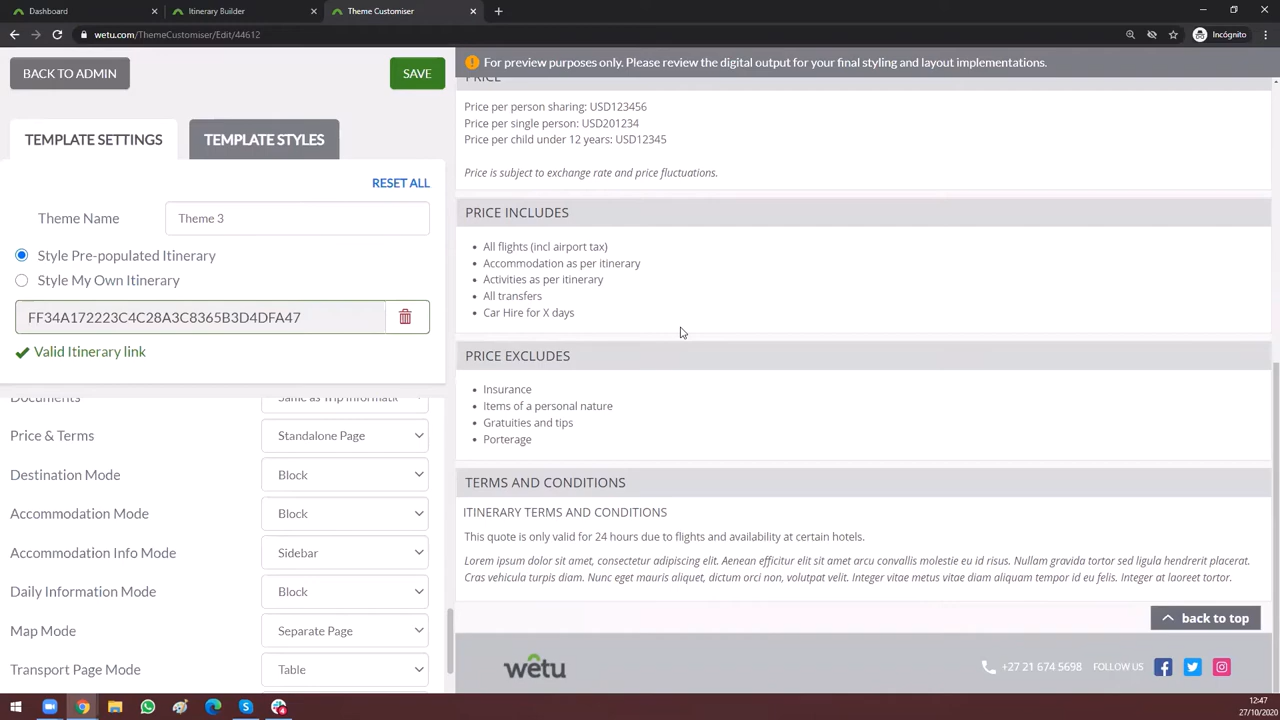 Dashboard
Itinerary Builder
Theme Customiser
wetu.com/ThemeCustomiser/Edit/44612
Incógnito
BACK TO ADMIN
SAVE
For preview purposes only. Please review the digital output for your final styling and layout implementations.
TEMPLATE SETTINGS
TEMPLATE STYLES
RESET ALL
Theme Name
Theme 3
Style Pre-populated Itinerary
Style My Own Itinerary
FF34A172223C4C28A3C8365B3D4DFA47
Valid Itinerary link
Documents
Same as Trip Informati
Price & Terms
Standalone Page
Destination Mode
Block
Accommodation Mode
Block
Accommodation Info Mode
Sidebar
Daily Information Mode
Block
Map Mode
Separate Page
Transport Page Mode
Table
PRICE
Price per person sharing: USD123456
Price per single person: USD201234
Price per child under 12 years: USD12345
Price is subject to exchange rate and price fluctuations.
PRICE INCLUDES
All flights (incl airport tax)
Accommodation as per itinerary
Activities as per itinerary
All transfers
Car Hire for X days
PRICE EXCLUDES
Insurance
Items of a personal nature
Gratuities and tips
Porterage
TERMS AND CONDITIONS
ITINERARY TERMS AND CONDITIONS
This quote is only valid for 24 hours due to flights and availability at certain hotels.
Lorem ipsum dolor sit amet, consectetur adipiscing elit. Aenean efficitur elit sit amet arcu convallis molestie eu id risus. Nullam gravida tortor sed ligula hendrerit placerat.
Cras vehicula turpis diam. Nunc eget mauris aliquet, dictum orci non, volutpat velit. Integer vitae metus vitae diam aliquam tempor id eu felis. Integer at laoreet tortor.
back to top
wetu
+27 21 674 5698
FOLLOW US
12:47
27/10/2020